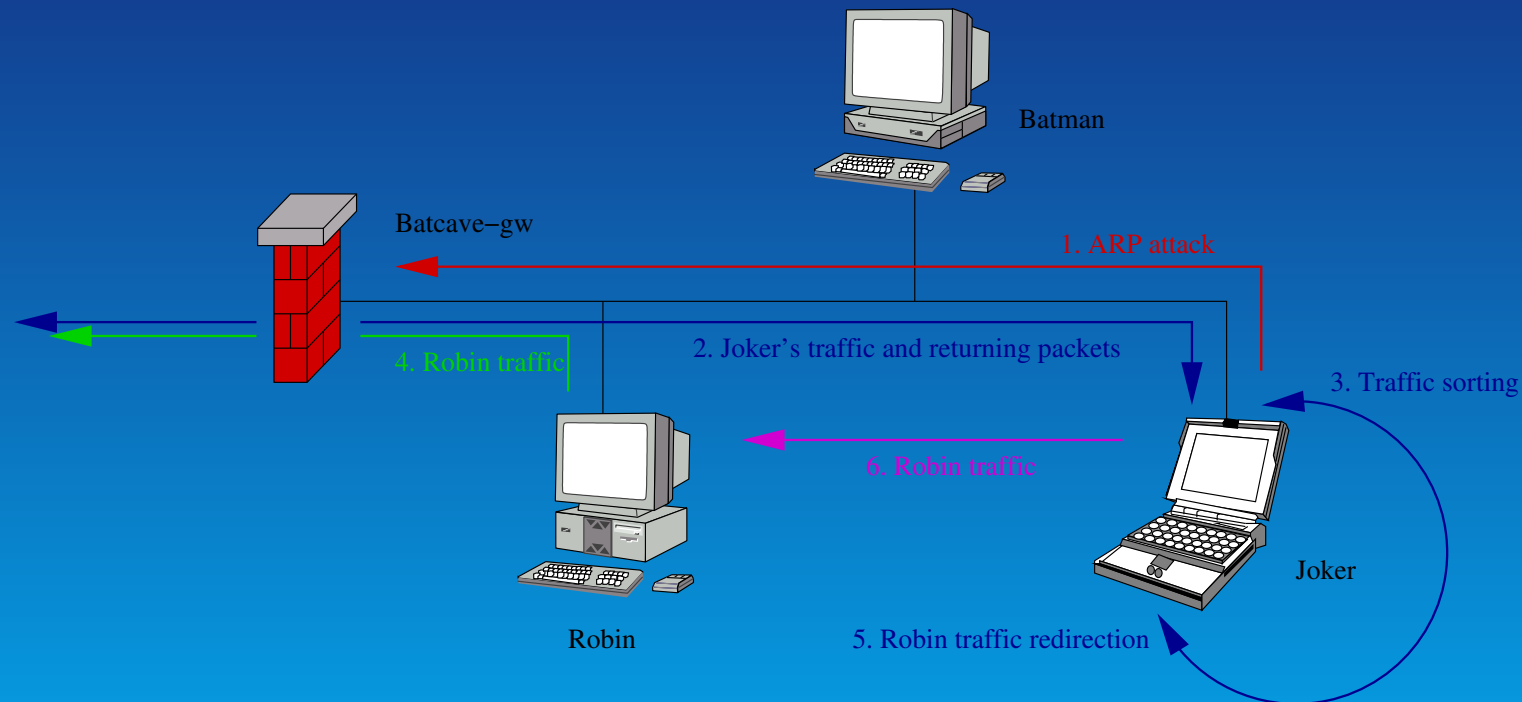 Batman
Batcave−gw
1. ARP attack
2. Joker's traffic and returning packets
4. Robin traffic
3. Traffic sorting
6. Robin traffic
Joker
Robin
5. Robin traffic redirection